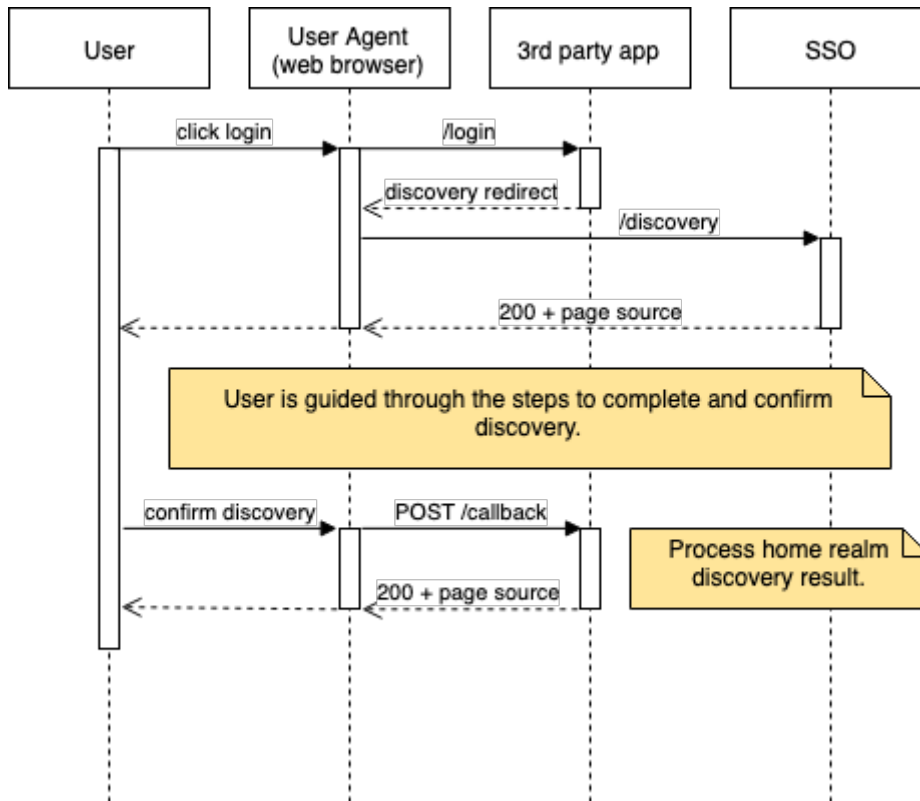 User
User Agent
(web browser)
3rd party app
SSO
click login
/login
discovery redirect
/discovery
200 + page source
User is guided through the steps to complete and confirm
discovery.
confirm discovery
POST /callback
Process home realm
discovery result.
200 + page source